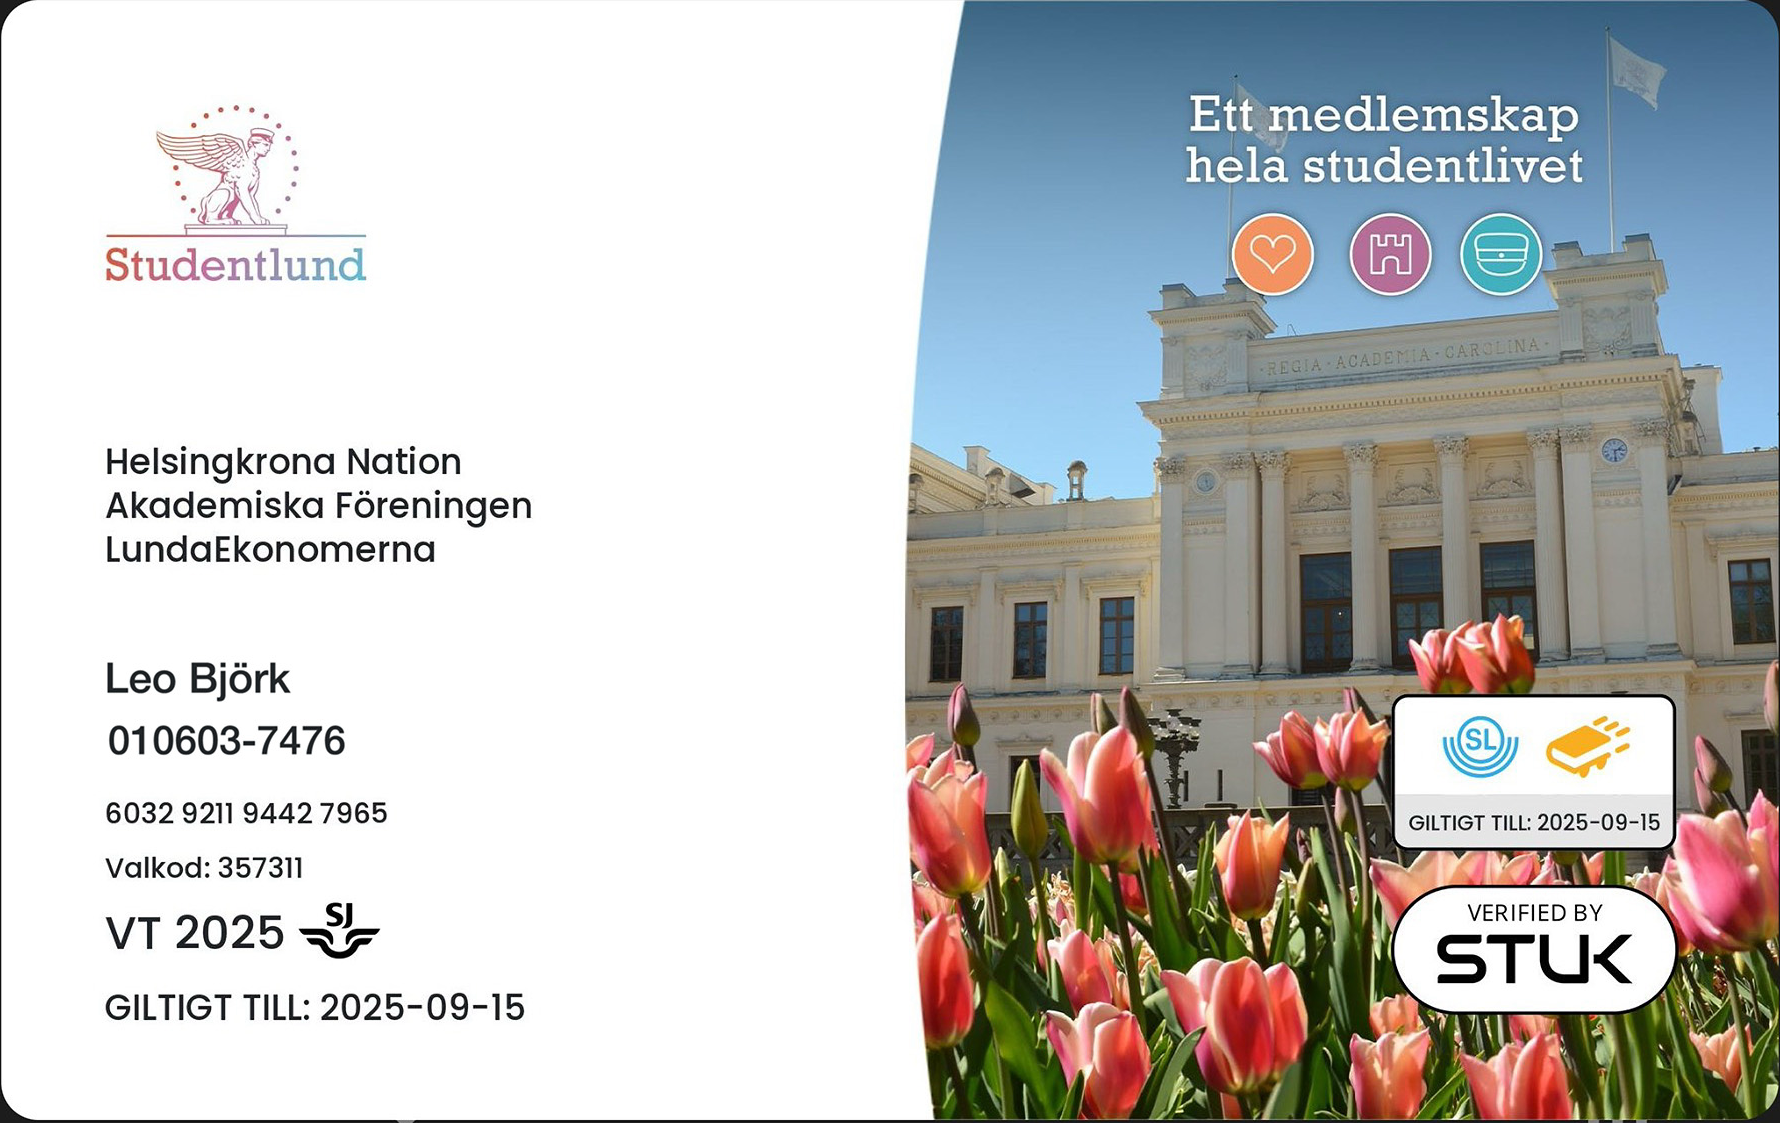 Studentlund
Helsingkrona Nation
Akademiska Föreningen
LundaEkonomerna
Leo Björk
010603-7476
6032 9211 9442 7965
Valkod: 357311
VT 2025 SJ
GILTIGT TILL: 2025-09-15
Ett medlemskap
hela studentlivet
·REGIA·ACADEMIA·CAROLINA·
SL
GILTIGT TILL: 2025-09-15
VERIFIED BY
STUK